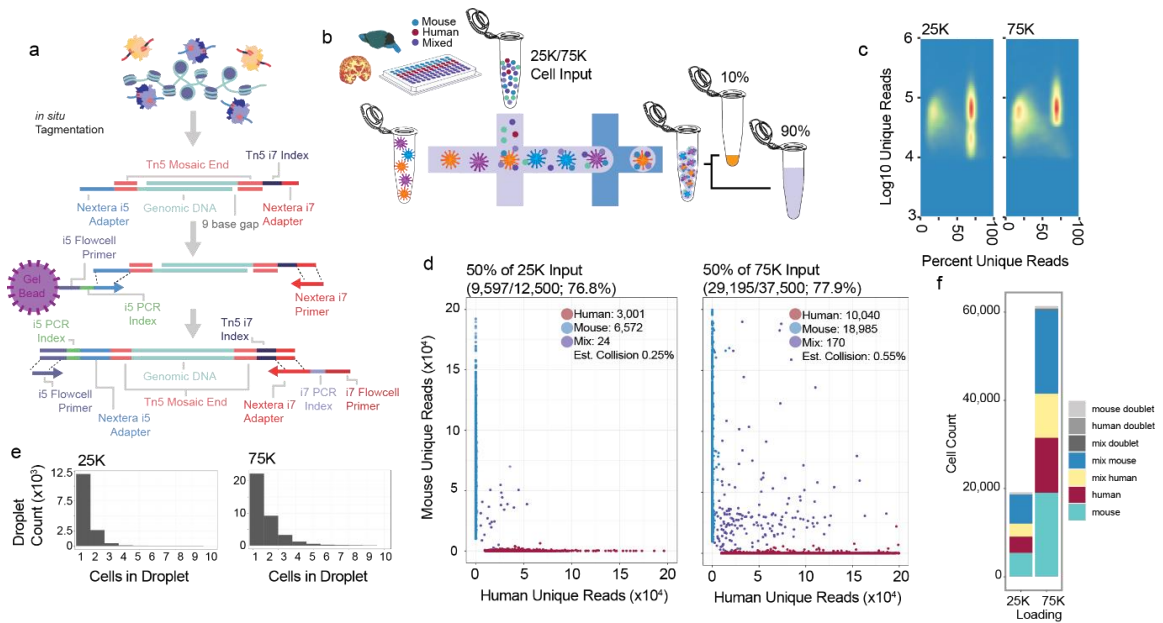 a
in situ
Tagmentation
Tn5 Mosaic End
Tn5 i7 Index
Nextera i5
Adapter
Genomic DNA
9 base gap
Nextera i7
Adapter
i5 Flowcell
Primer
Gel
Bead
i5 PCR
Index
Nextera i7
Primer
i5 PCR
Index
Tn5 i7
Index
Genomic DNA
i5 Flowcell
Primer
Tn5 Mosaic End
Nextera i5
Adapter
Nextera i7
Adapter
i7 PCR
Index
i7 Flowcell
Primer
b
Mouse
Human
Mixed
25K/75K
Cell Input
10%
90%
c
25K
75K
Log10 Unique Reads
6
5
4
3
0
50
100
0
50
100
Percent Unique Reads
d
50% of 25K Input
(9,597/12,500; 76.8%)
Human: 3,001
Mouse: 6,572
Mix: 24
Est. Collision 0.25%
50% of 75K Input
(29,195/37,500; 77.9%)
Human: 10,040
Mouse: 18,985
Mix: 170
Est. Collision 0.55%
Mouse Unique Reads (x10⁴)
20
15
10
5
0
0
5
10
15
20
0
5
10
15
20
Human Unique Reads (x10⁴)
Human Unique Reads (x10⁴)
e
25K
75K
Droplet
Count (x10³)
12.5
7.5
2.5
0
1 2 3 4 5 6 7 8 9 10
Cells in Droplet
20
10
0
1 2 3 4 5 6 7 8 9 10
Cells in Droplet
f
Cell Count
60,000
40,000
20,000
0
25K
75K
Loading
mouse doublet
human doublet
mix doublet
mix mouse
mix human
human
mouse